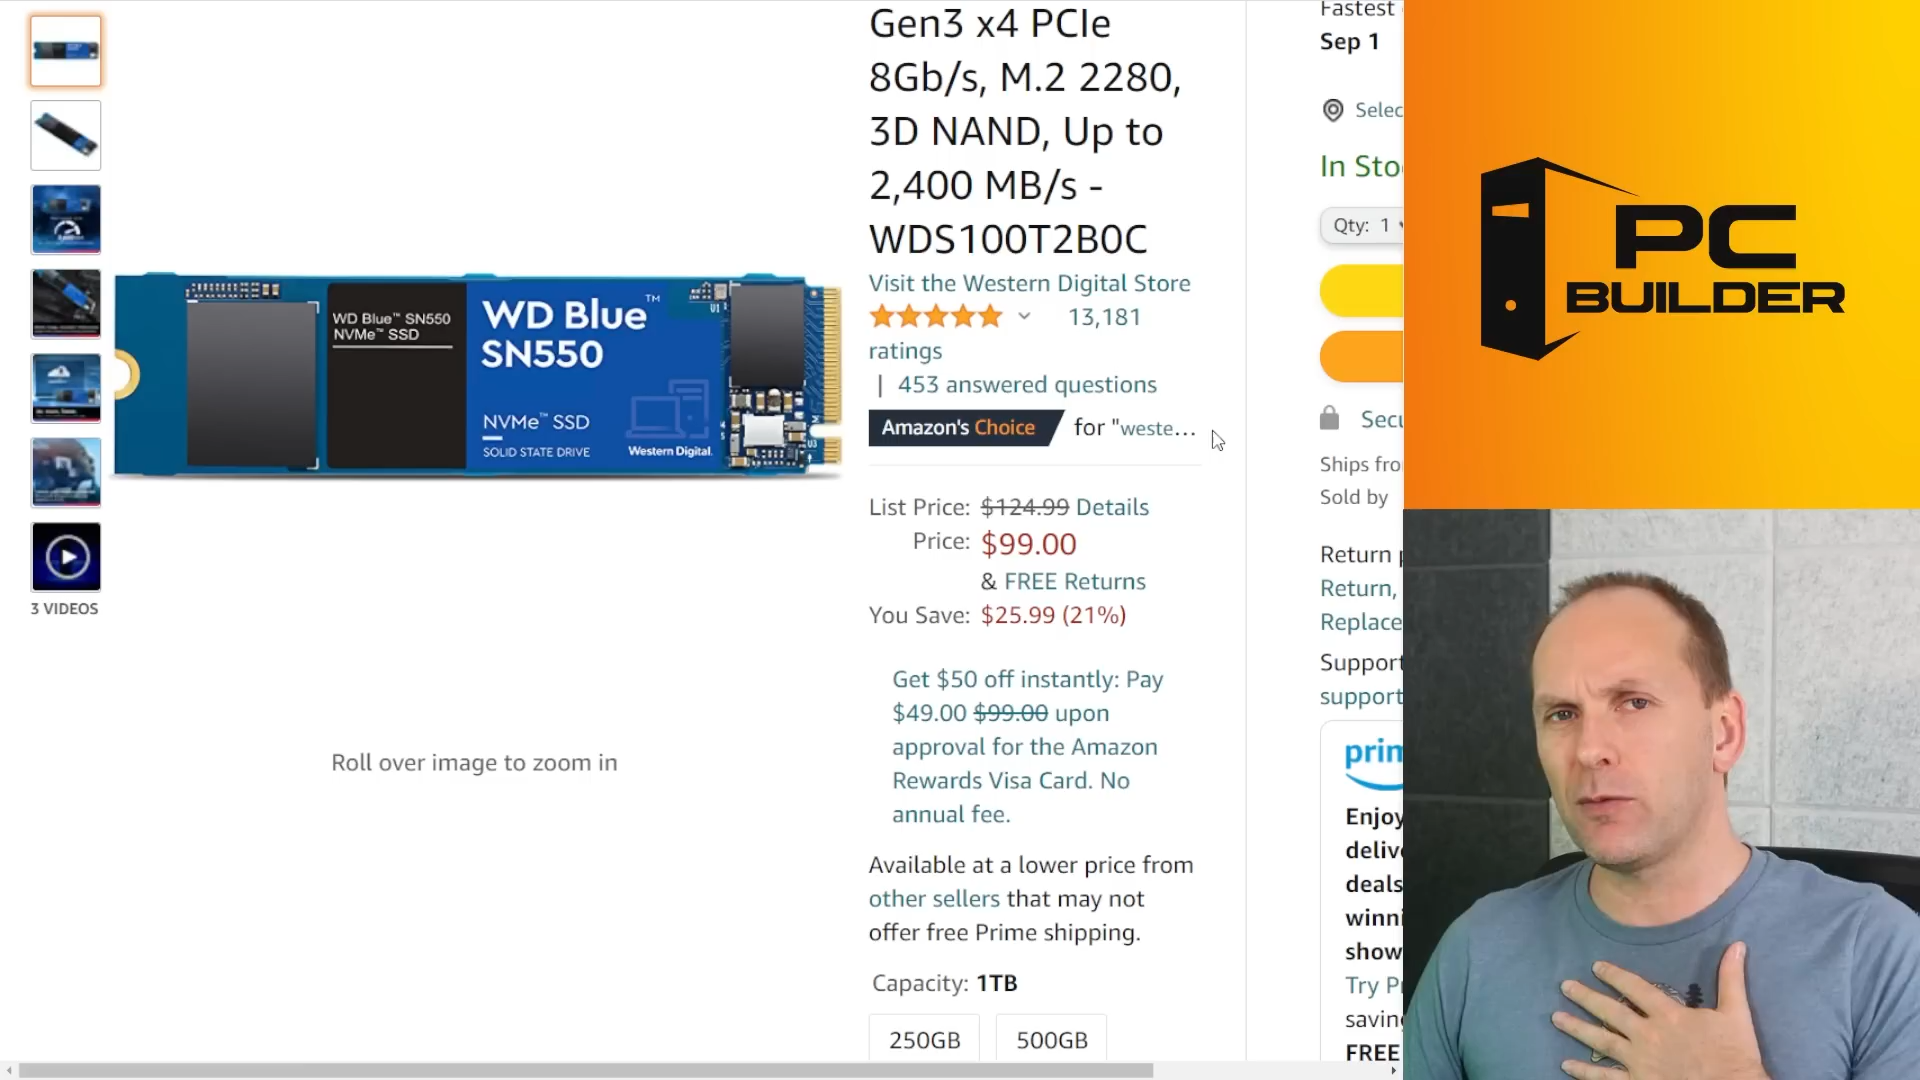 Gen3 x4 PCIe
8Gb/s, M.2 2280,
3D NAND, Up to
2,400 MB/s -
WDS100T2B0C
Visit the Western Digital Store
13,181
ratings
| 453 answered questions
Amazon's Choice for "weste...
List Price: $124.99 Details
Price: $99.00
& FREE Returns
You Save: $25.99 (21%)
Get $50 off instantly: Pay
$49.00 $99.00 upon
approval for the Amazon
Rewards Visa Card. No
annual fee.
Available at a lower price from
other sellers that may not
offer free Prime shipping.
Capacity: 1TB
250GB
500GB
WD Blue™ SN550
NVMe™ SSD
WD Blue™
SN550
NVMe™ SSD
SOLID STATE DRIVE
Western Digital.
U1
U3
3 VIDEOS
Roll over image to zoom in
Fastest
Sep 1
Selec
In Sto
Qty: 1
Secu
Ships fro
Sold by
Return p
Return,
Replace
Support
support
prim
Enjoy
delive
deals
winni
show
Try Pr
saving
FREE
PC
BUILDER